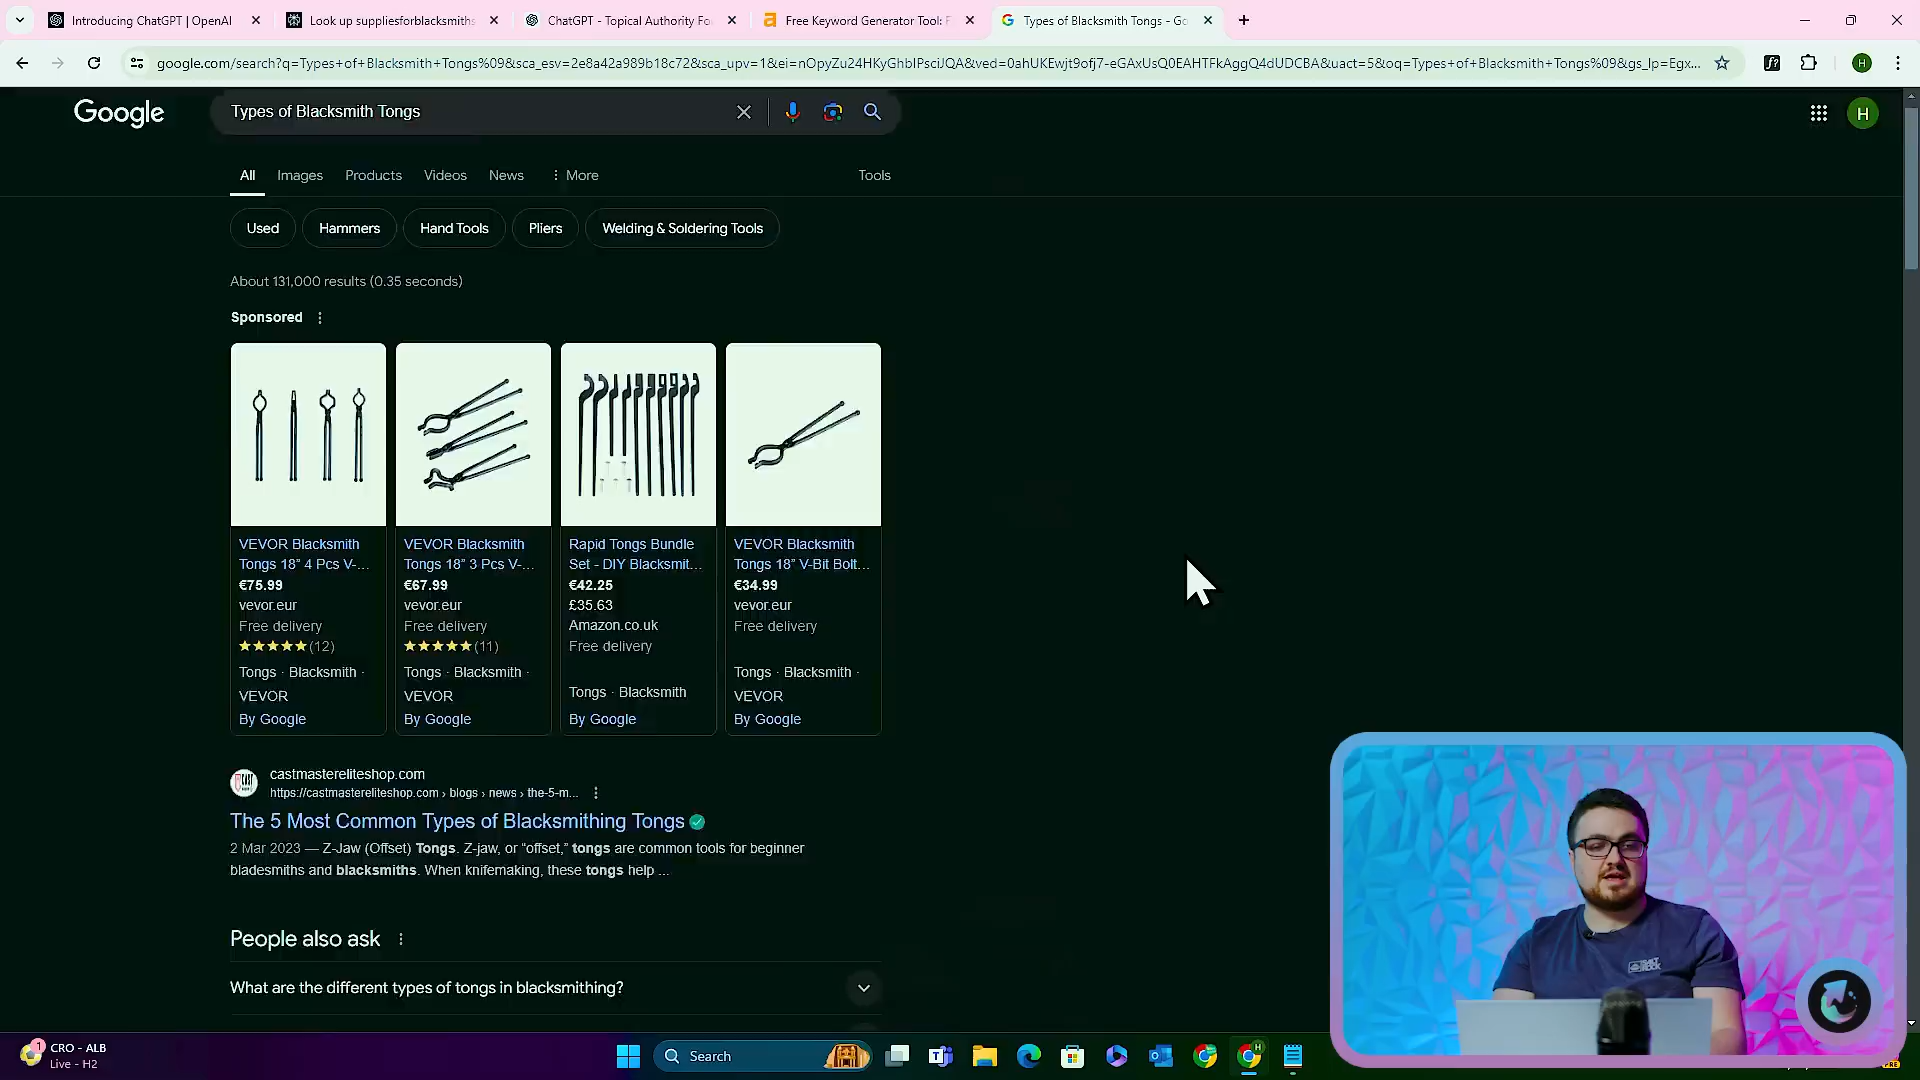 Introducing ChatGPT | OpenAI
Look up suppliesforblacksmiths
ChatGPT - Topical Authority Fo
Free Keyword Generator Tool: F
Types of Blacksmith Tongs - Go
google.com/search?q=Types+of+Blacksmith+Tongs%09&sca_esv=2e8a42a989b18c72&sca_upv=1&ei=nOpyZu24HKyGhbIPsciJQA&ved=0ahUKEwjt9ofj7-eGAxUsQ0EAHTFkAggQ4dUDCBA&uact=5&oq=Types+of+Blacksmith+Tongs%09&gs_lp=Egx...
H
Google
Types of Blacksmith Tongs
H
All
Images
Products
Videos
News
More
Tools
Used
Hammers
Hand Tools
Pliers
Welding & Soldering Tools
About 131,000 results (0.35 seconds)
Sponsored
VEVOR Blacksmith
Tongs 18” 4 Pcs V-...
€75.99
vevor.eur
Free delivery
(12)
Tongs · Blacksmith ·
VEVOR
By Google
VEVOR Blacksmith
Tongs 18” 3 Pcs V-...
€67.99
vevor.eur
Free delivery
(11)
Tongs · Blacksmith ·
VEVOR
By Google
Rapid Tongs Bundle
Set - DIY Blacksmit...
€42.25
£35.63
Amazon.co.uk
Free delivery
Tongs · Blacksmith
By Google
VEVOR Blacksmith
Tongs 18” V-Bit Bolt...
€34.99
vevor.eur
Free delivery
Tongs · Blacksmith ·
VEVOR
By Google
castmastereliteshop.com
https://castmastereliteshop.com › blogs › news › the-5-m...
The 5 Most Common Types of Blacksmithing Tongs
2 Mar 2023 — Z-Jaw (Offset) Tongs. Z-jaw, or “offset,” tongs are common tools for beginner
bladesmiths and blacksmiths. When knifemaking, these tongs help ...
People also ask
What are the different types of tongs in blacksmithing?
1
CRO - ALB
Live - H2
Search